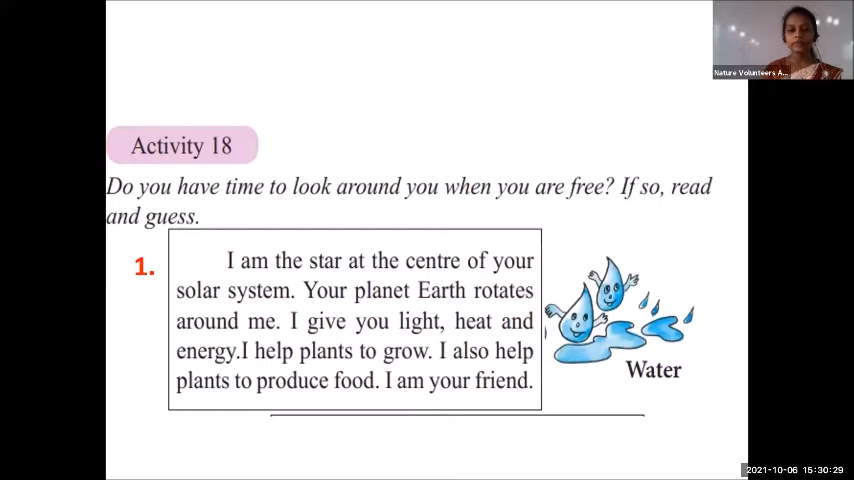 Nature Volunteers A...
Activity 18
Do you have time to look around you when you are free? If so, read
and guess.
1.
I am the star at the centre of your
solar system. Your planet Earth rotates
around me. I give you light, heat and
energy.I help plants to grow. I also help
plants to produce food. I am your friend.
Water
2021-10-06 15:30:29